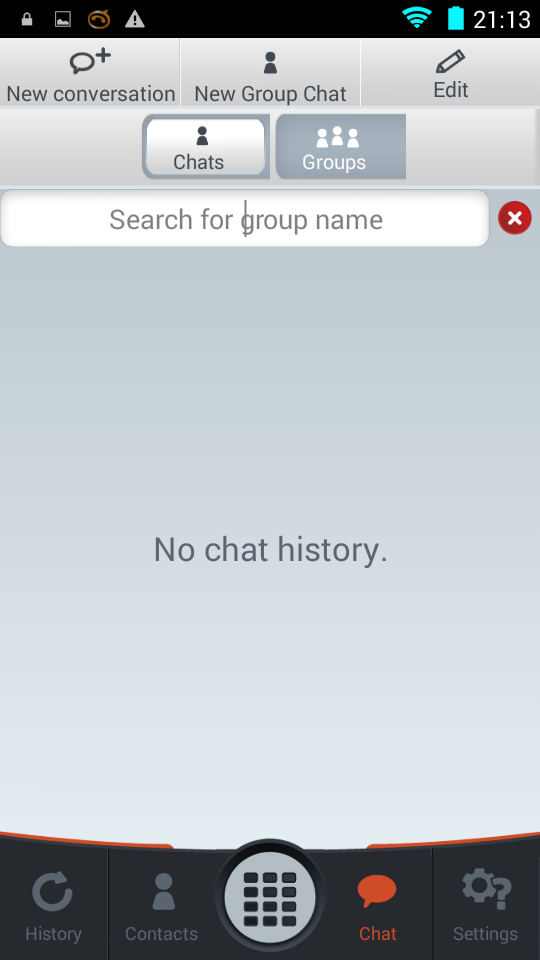 21:13
New conversation
New Group Chat
Edit
Chats
Groups
Search for group name
No chat history.
History
Contacts
Chat
Settings